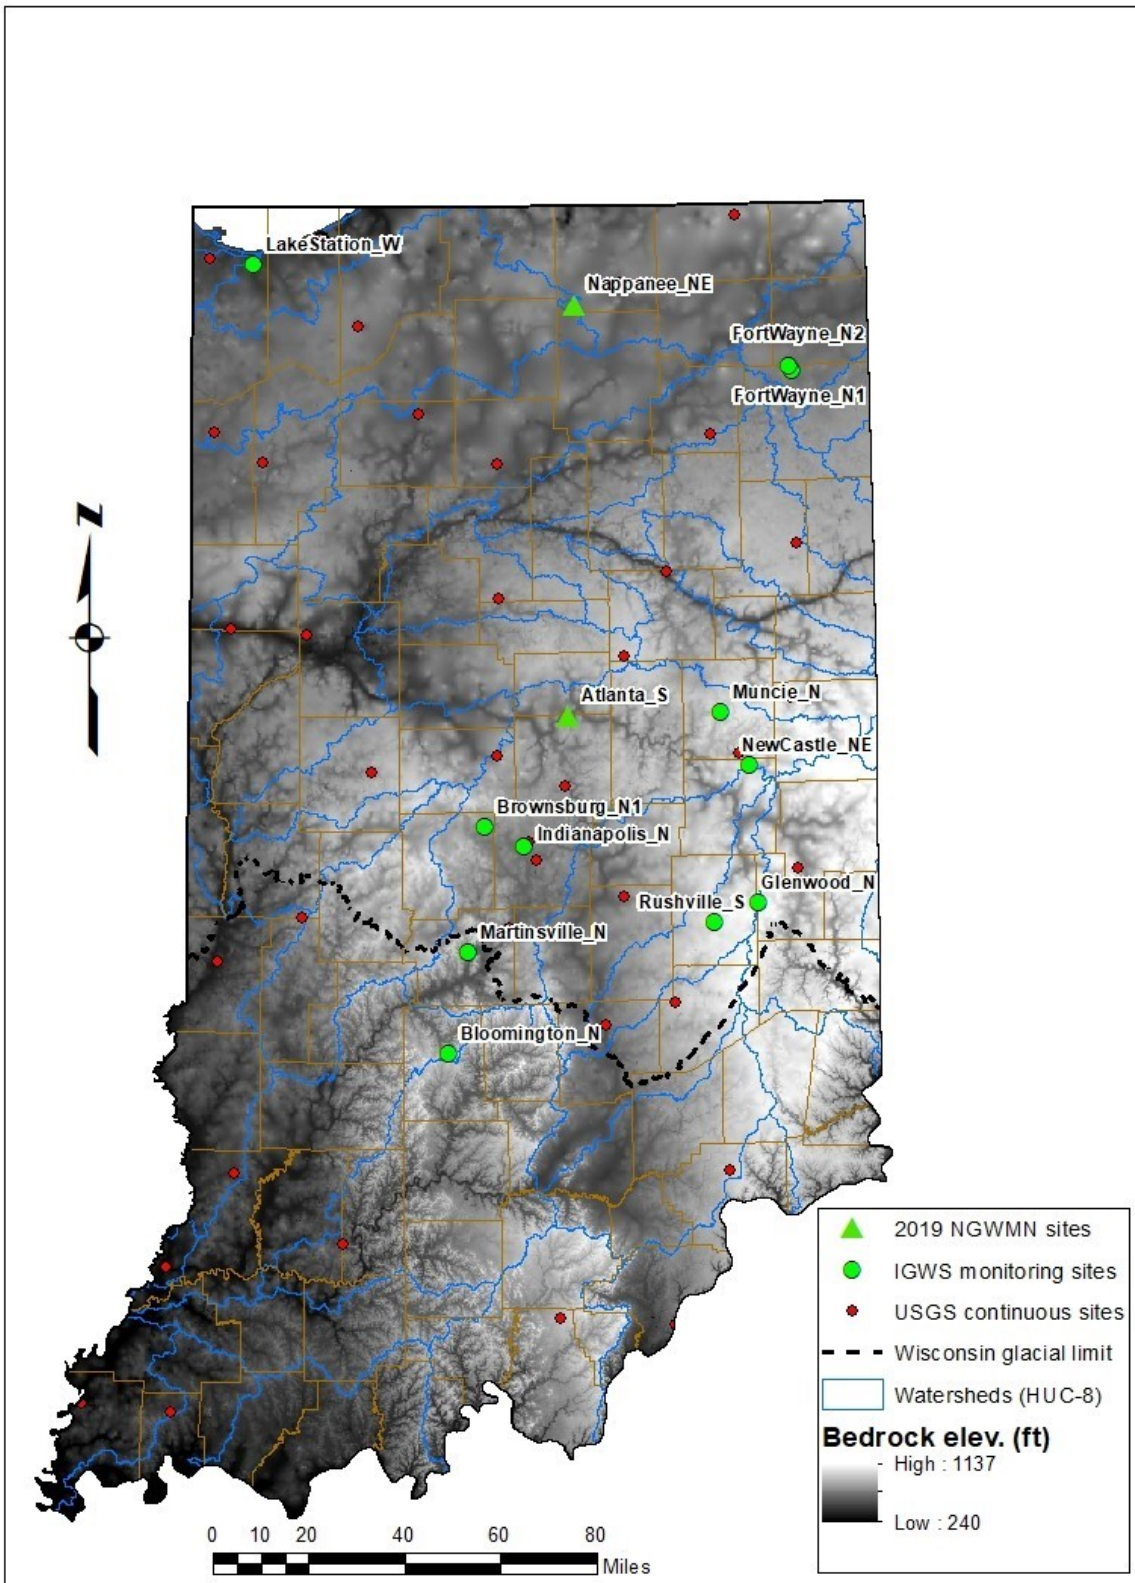 LakeStation_W
Nappanee_NE
FortWayne_N2
FortWayne_N1
N
Atlanta_S
Muncie_N
NewCastle_NE
Brownsburg_N1
Indianapolis_N
Glenwood_N
Rushville_S
Martinsville_N
Bloomington_N
2019 NGWMN sites
IGWS monitoring sites
USGS continuous sites
Wisconsin glacial limit
Watersheds (HUC-8)
Bedrock elev. (ft)
High : 1137
Low : 240
0 10 20 40 60 80
Miles